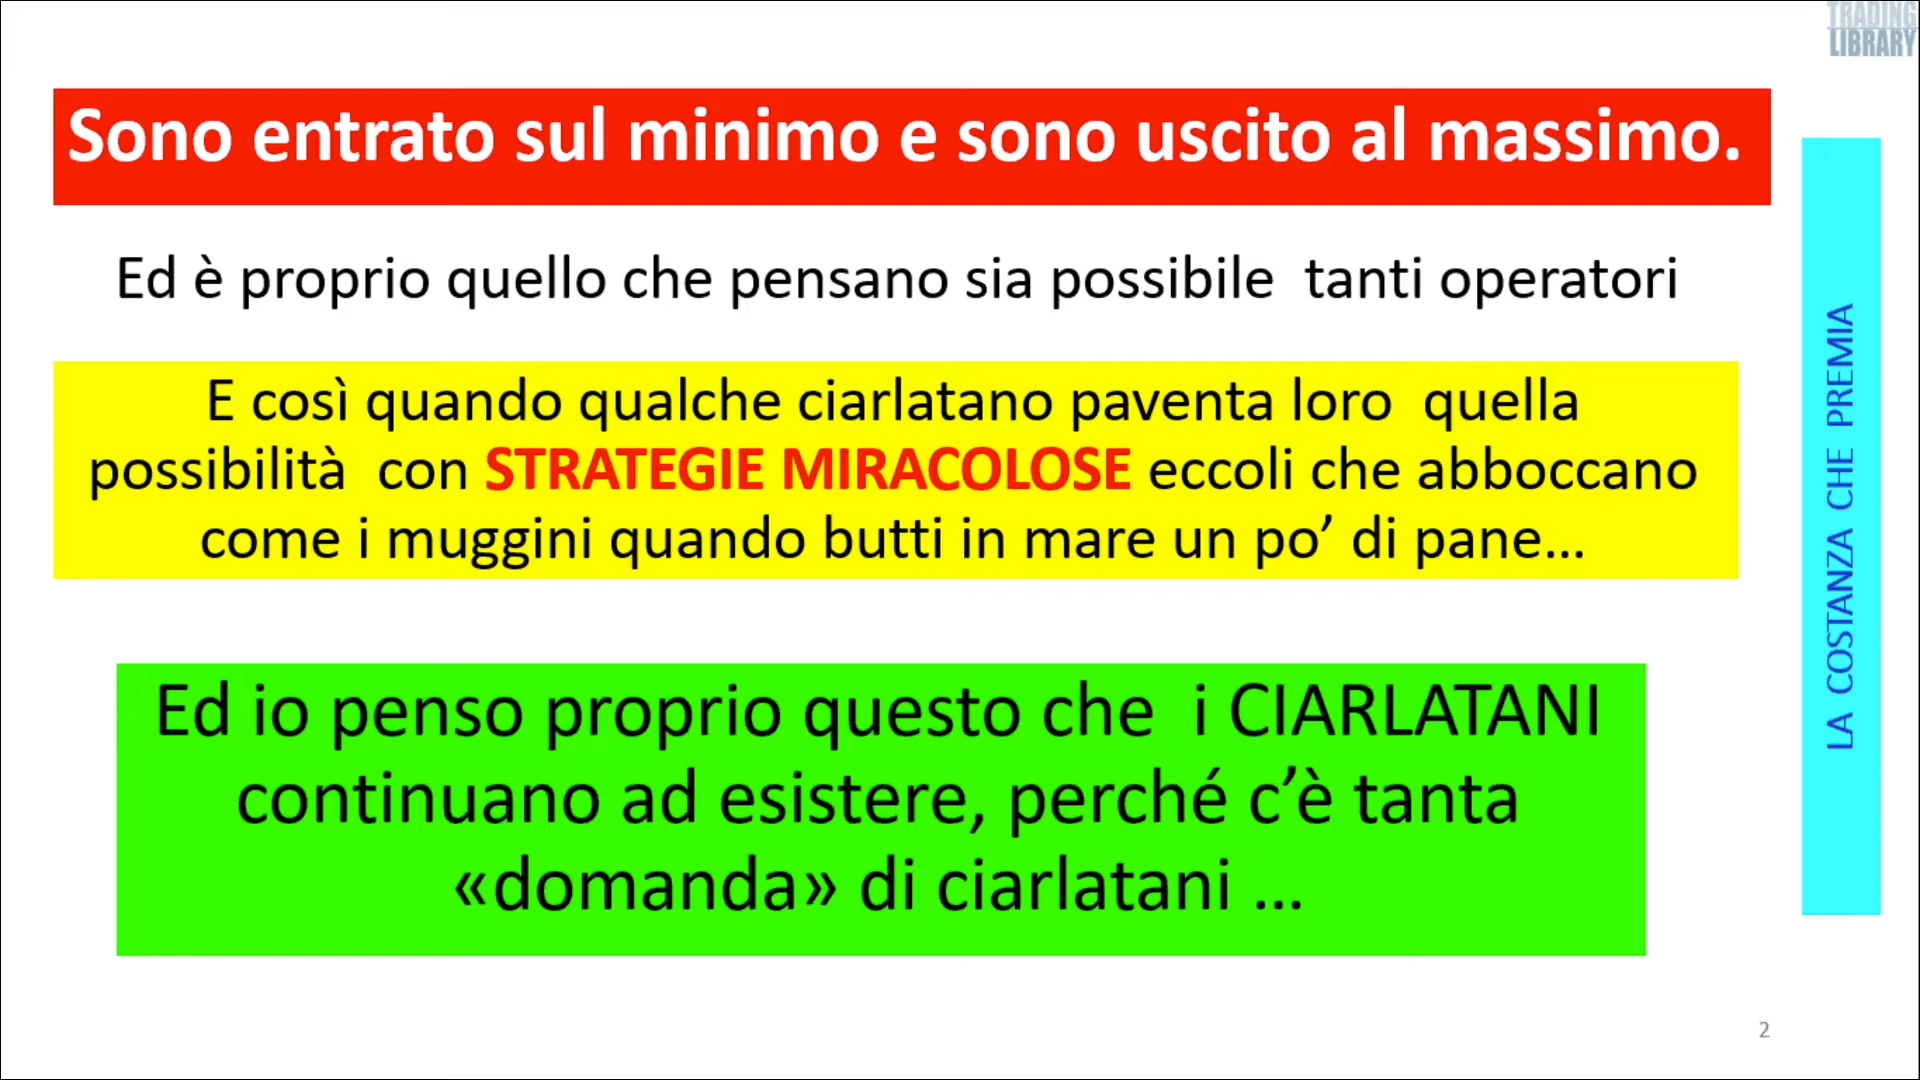 TRADING
LIBRARY
Sono entrato sul minimo e sono uscito al massimo.
Ed è proprio quello che pensano sia possibile tanti operatori
E così quando qualche ciarlatano paventa loro quella
possibilità con STRATEGIE MIRACOLOSE eccoli che abboccano
come i muggini quando butti in mare un po’ di pane...
Ed io penso proprio questo che i CIARLATANI
continuano ad esistere, perché c’è tanta
«domanda» di ciarlatani ...
LA COSTANZA CHE PREMIA
2